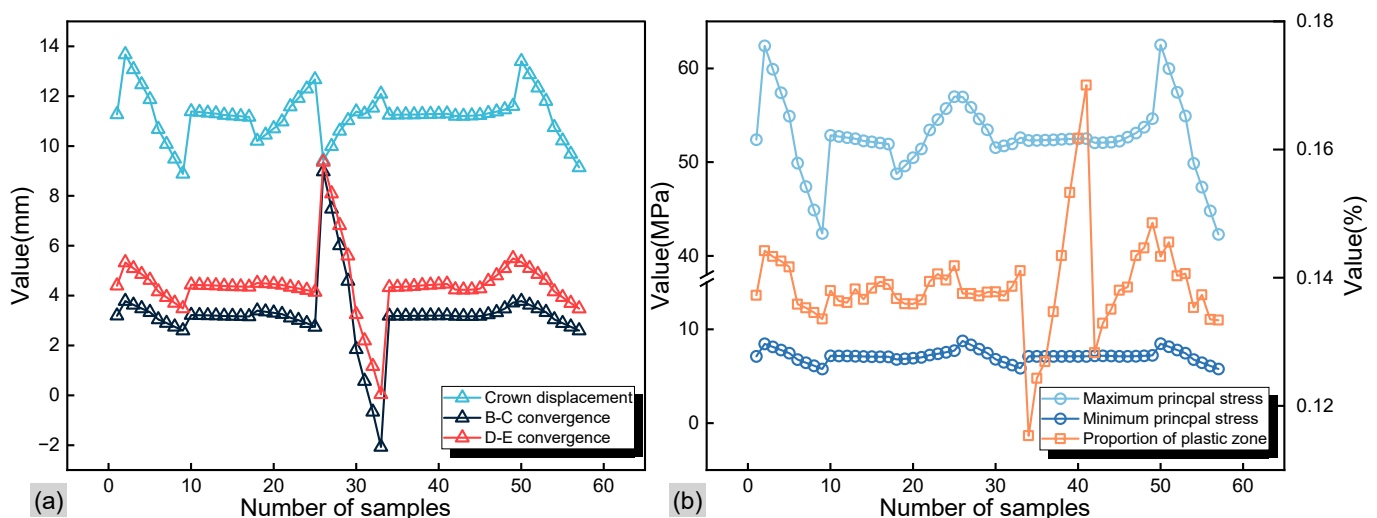 14
12
10
8
6
4
2
0
−2
0
10
20
30
40
50
60
Value(mm)
Number of samples
Crown displacement
B-C convergence
D-E convergence
(a)
60
50
40
10
0
0
10
20
30
40
50
60
Value(MPa)
Number of samples
0.18
0.16
0.14
0.12
Value(%)
Maximum princpal stress
Minimum princpal stress
Proportion of plastic zone
(b)